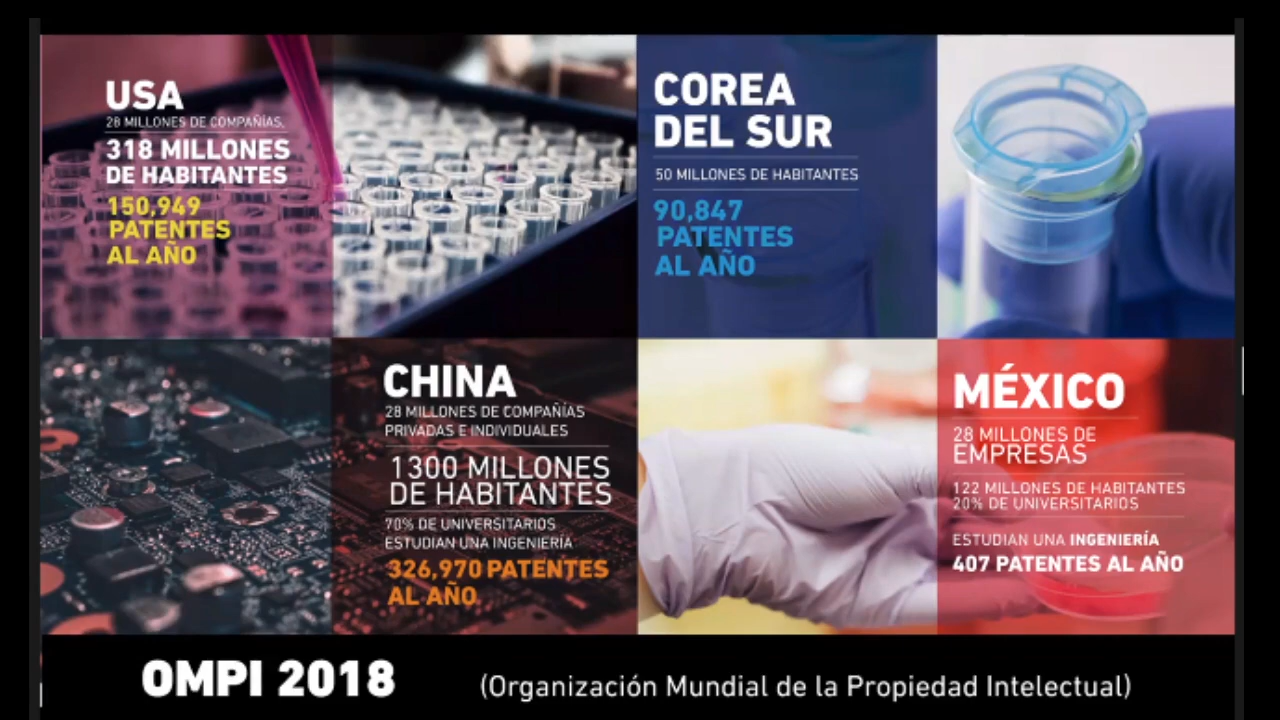 USA
28 MILLONES DE COMPAÑÍAS,
318 MILLONES
DE HABITANTES
150,949
PATENTES
AL AÑO
COREA
DEL SUR
50 MILLONES DE HABITANTES
90,847
PATENTES
AL AÑO
CHINA
28 MILLONES DE COMPAÑÍAS
PRIVADAS E INDIVIDUALES
1300 MILLONES
DE HABITANTES
70% DE UNIVERSITARIOS
ESTUDIAN UNA INGENIERÍA
326,970 PATENTES
AL AÑO
MÉXICO
28 MILLONES DE
EMPRESAS
122 MILLONES DE HABITANTES
20% DE UNIVERSITARIOS
ESTUDIAN UNA INGENIERÍA
407 PATENTES AL AÑO
OMPI 2018 (Organización Mundial de la Propiedad Intelectual)